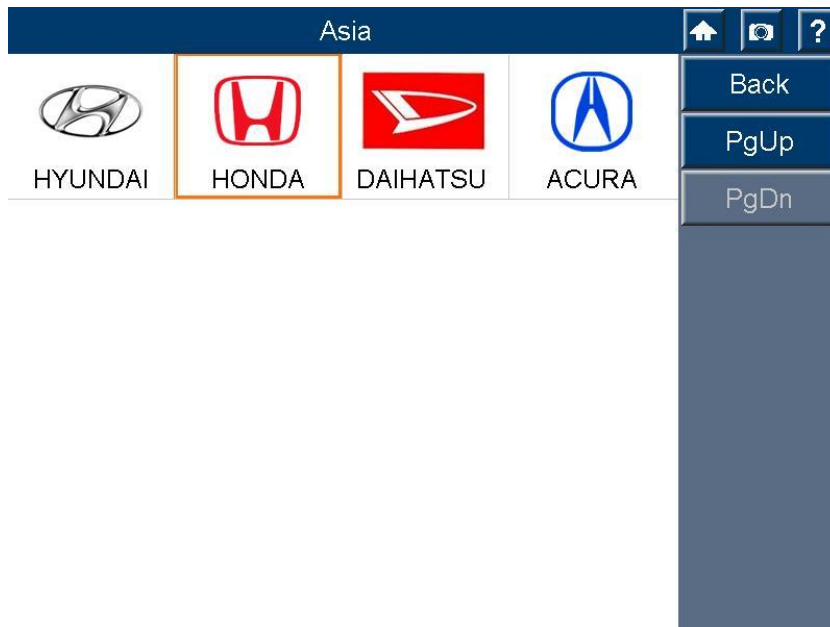 Asia
?
HYUNDAI
HONDA
DAIHATSU
ACURA
Back
PgUp
PgDn